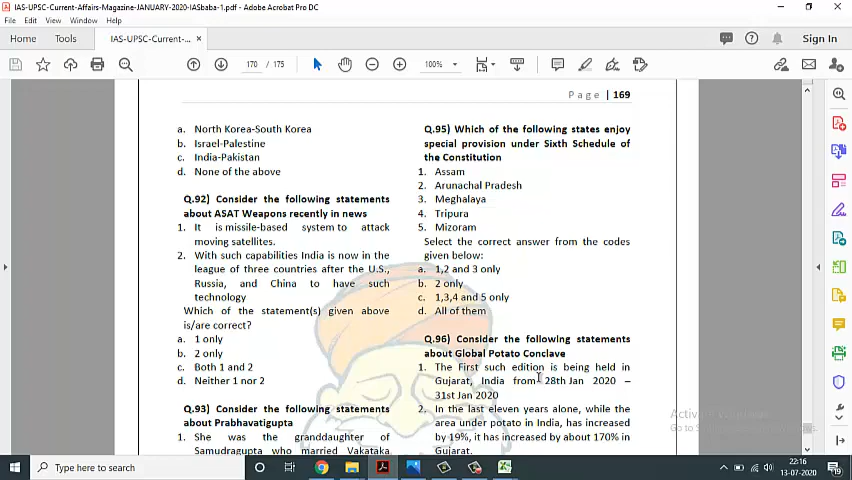 IAS-UPSC-Current-Affairs-Magazine-JANUARY-2020-IASbaba-1.pdf - Adobe Acrobat Pro DC
File Edit View Window Help
Home Tools IAS-UPSC-Current-... × Sign In
170 / 175 100%
Page | 169
a. North Korea-South Korea
b. Israel-Palestine
c. India-Pakistan
d. None of the above
Q.92) Consider the following statements
about ASAT Weapons recently in news
1. It is missile-based system to attack
moving satellites.
2. With such capabilities India is now in the
league of three countries after the U.S.,
Russia, and China to have such
technology
Which of the statement(s) given above
is/are correct?
a. 1 only
b. 2 only
c. Both 1 and 2
d. Neither 1 nor 2
Q.93) Consider the following statements
about Prabhavatigupta
1. She was the granddaughter of
Samudragupta who married Vakataka
Q.95) Which of the following states enjoy
special provision under Sixth Schedule of
the Constitution
1. Assam
2. Arunachal Pradesh
3. Meghalaya
4. Tripura
5. Mizoram
Select the correct answer from the codes
given below:
a. 1,2 and 3 only
b. 2 only
c. 1,3,4 and 5 only
d. All of them
Q.96) Consider the following statements
about Global Potato Conclave
1. The First such edition is being held in
Gujarat, India from 28th Jan 2020 –
31st Jan 2020
2. In the last eleven years alone, while the
area under potato in India, has increased
by 19%, it has increased by about 170% in
Gujarat.
Type here to search
22:16
13-07-2020
19